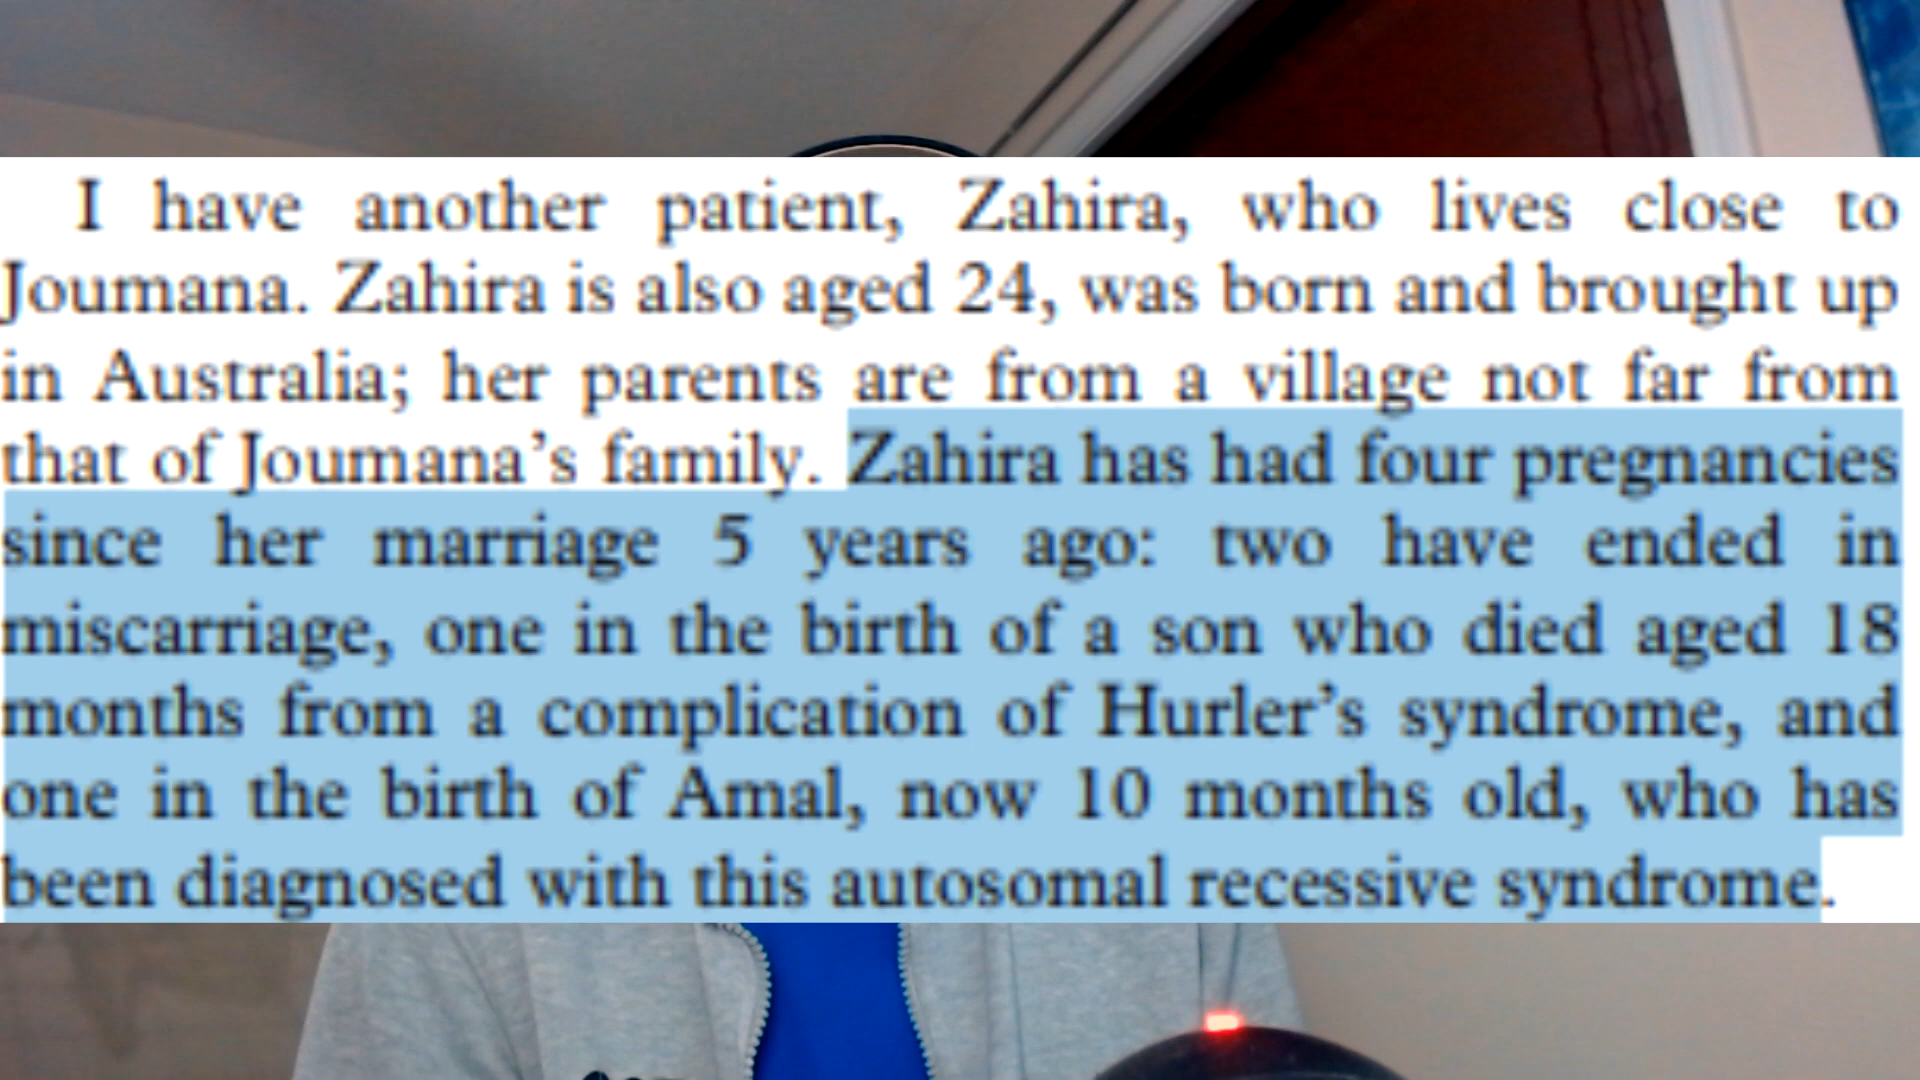 I have another patient, Zahira, who lives close to
Joumana. Zahira is also aged 24, was born and brought up
in Australia; her parents are from a village not far from
that of Joumana’s family. Zahira has had four pregnancies
since her marriage 5 years ago: two have ended in
miscarriage, one in the birth of a son who died aged 18
months from a complication of Hurler’s syndrome, and
one in the birth of Amal, now 10 months old, who has
been diagnosed with this autosomal recessive syndrome.